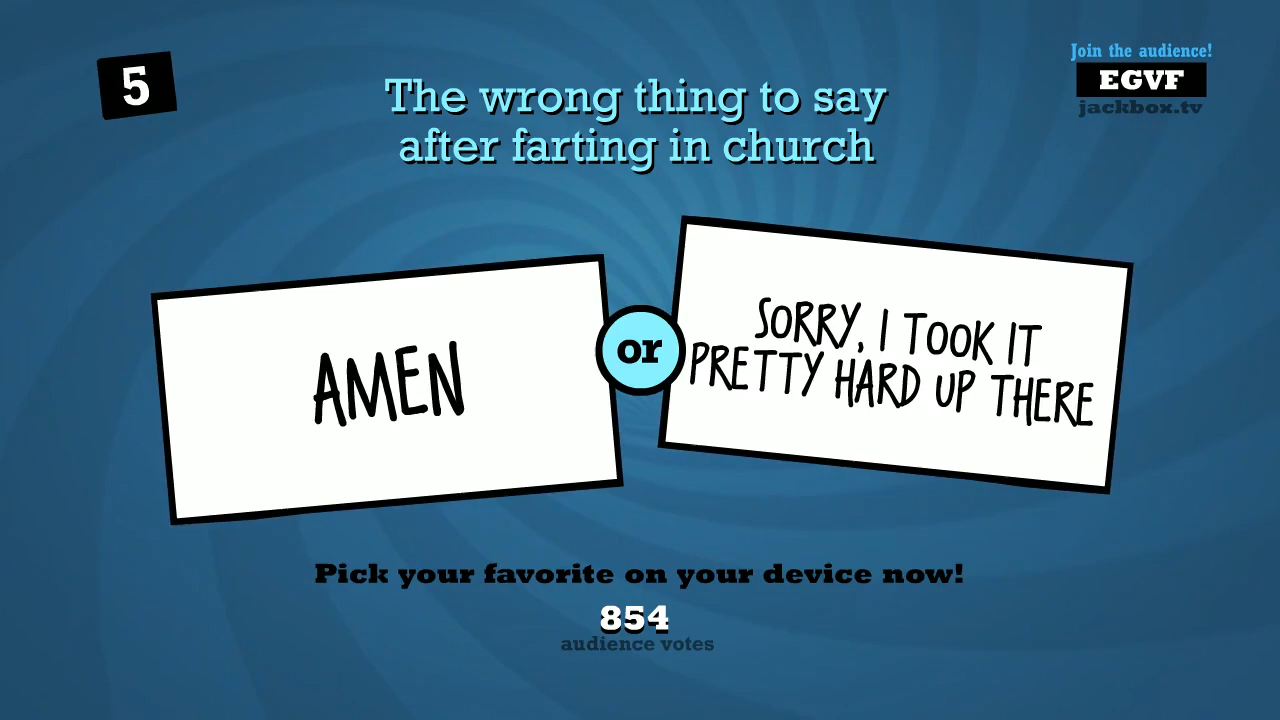 5
The wrong thing to say
after farting in church
Join the audience!
EGVF
jackbox.tv
AMEN
or
SORRY, I TOOK IT
PRETTY HARD UP THERE
Pick your favorite on your device now!
854
audience votes